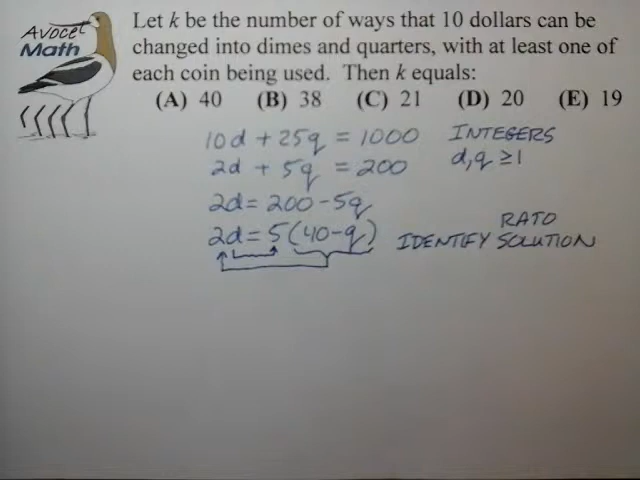 Avocet
Math
Let k be the number of ways that 10 dollars can be
changed into dimes and quarters, with at least one of
each coin being used. Then k equals:
(A) 40 (B) 38 (C) 21 (D) 20 (E) 19
10d + 25q = 1000 INTEGERS
2d + 5q = 200 d,q ≥ 1
2d = 200 - 5q
RATO
2d = 5(40-q) IDENTIFY SOLUTION